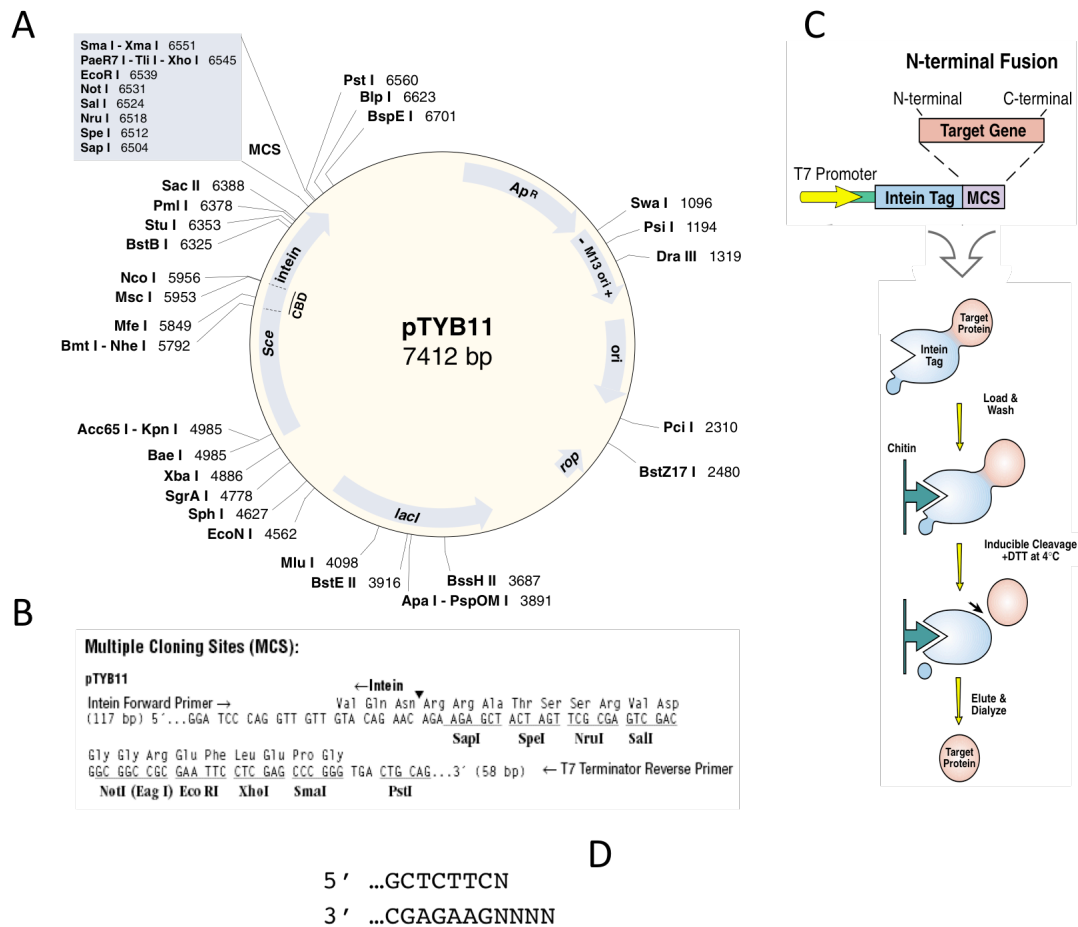 A
Sma I - Xma I 6551
PaeR7 I - Tli I - Xho I 6545
EcoR I 6539
Not I 6531
Sal I 6524
Nru I 6518
Spe I 6512
Sap I 6504
MCS
Pst I 6560
Blp I 6623
BspE I 6701
Sac II 6388
Pml I 6378
Stu I 6353
BstB I 6325
Nco I 5956
Msc I 5953
Mfe I 5849
Bmt I - Nhe I 5792
Acc65 I - Kpn I 4985
Bae I 4985
Xba I 4886
SgrA I 4778
Sph I 4627
EcoN I 4562
Mlu I 4098
BstE II 3916
Apa I - PspOM I 3891
BssH II 3687
BstZ17 I 2480
Pci I 2310
Dra III 1319
Psi I 1194
Swa I 1096
ApR
- M13 ori +
ori
rop
lacI
Sce
intein
CBD
pTYB11
7412 bp
B
Multiple Cloning Sites (MCS):
pTYB11
←Intein
Intein Forward Primer → Val Gln Asn Arg Arg Ala Thr Ser Ser Arg Val Asp
(117 bp) 5´...GGA TCC CAG GTT GTT GTA CAG AAC AGA AGA GCT ACT AGT TCG CGA GTC GAC
SapI SpeI NruI SalI
Gly Gly Arg Glu Phe Leu Glu Pro Gly
GGC GGC CGC GAA TTC CTC GAG CCC GGG TGA CTG CAG...3´ (58 bp) ← T7 Terminator Reverse Primer
NotI (Eag I) Eco RI XhoI SmaI PstI
C
N-terminal Fusion
N-terminal C-terminal
Target Gene
T7 Promoter
Intein Tag MCS
Target
Protein
Intein
Tag
Load &
Wash
Chitin
Inducible Cleavage
+DTT at 4°C
Elute &
Dialyze
Target
Protein
D
5’ …GCTCTTCN
3’ …CGAGAAGNNNN